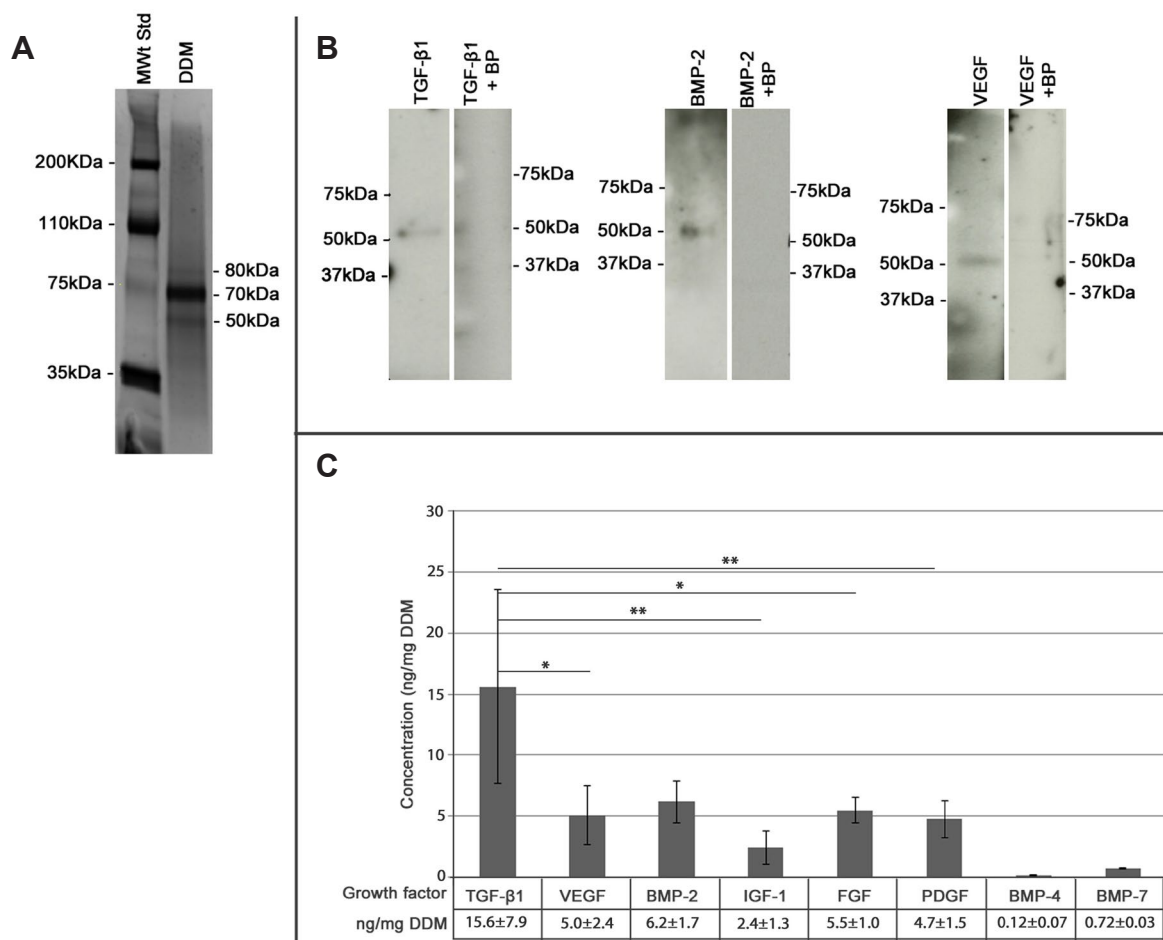 A
MWt Std
DDM
200KDa -
110kDa -
75kDa -
35kDa -
- 80kDa
- 70kDa
- 50kDa
B
TGF-β1
TGF-β1 + BP
75kDa -
50kDa -
37kDa -
-75kDa
- 50kDa
- 37kDa
BMP-2
BMP-2 +BP
75kDa -
50kDa -
37kDa -
-75kDa
- 50kDa
- 37kDa
VEGF
VEGF +BP
75kDa -
50kDa -
37kDa -
-75kDa
- 50kDa
- 37kDa
C
Concentration (ng/mg DDM)
30
25
20
15
10
5
0
**
*
**
*
Growth factor TGF-β1 VEGF BMP-2 IGF-1 FGF PDGF BMP-4 BMP-7
ng/mg DDM 15.6±7.9 5.0±2.4 6.2±1.7 2.4±1.3 5.5±1.0 4.7±1.5 0.12±0.07 0.72±0.03